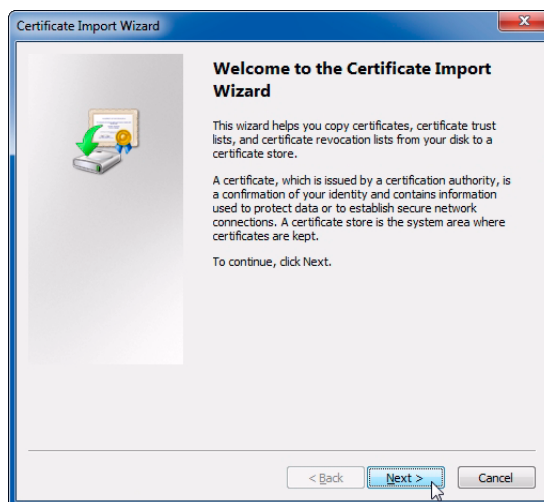 Certificate Import Wizard
Welcome to the Certificate Import
Wizard
This wizard helps you copy certificates, certificate trust
lists, and certificate revocation lists from your disk to a
certificate store.
A certificate, which is issued by a certification authority, is
a confirmation of your identity and contains information
used to protect data or to establish secure network
connections. A certificate store is the system area where
certificates are kept.
To continue, click Next.
< Back
Next >
Cancel